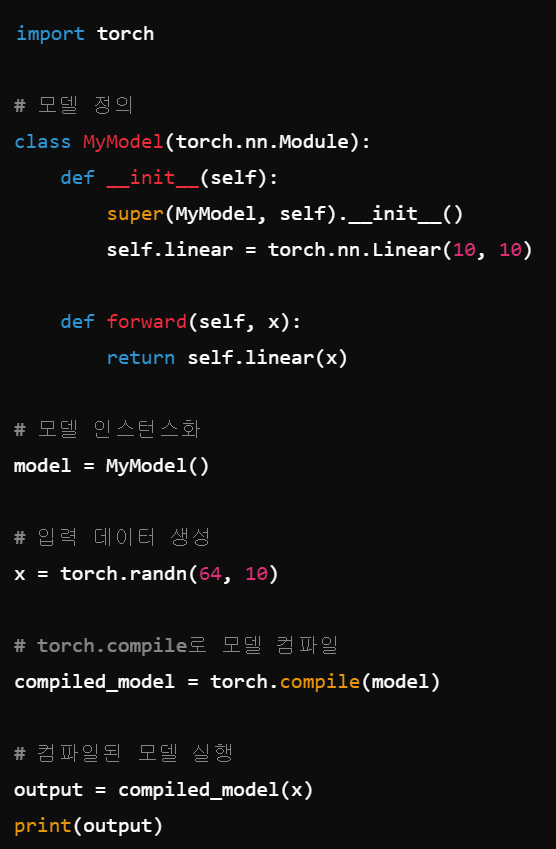 import torch
# 모델 정의
class MyModel(torch.nn.Module):
    def __init__(self):
        super(MyModel, self).__init__()
        self.linear = torch.nn.Linear(10, 10)
    def forward(self, x):
        return self.linear(x)
# 모델 인스턴스화
model = MyModel()
# 입력 데이터 생성
x = torch.randn(64, 10)
# torch.compile로 모델 컴파일
compiled_model = torch.compile(model)
# 컴파일된 모델 실행
output = compiled_model(x)
print(output)